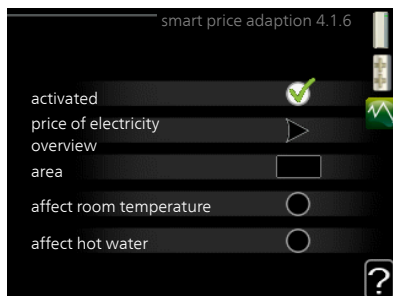 smart price adaption 4.1.6
activated
price of electricity
overview
area
affect room temperature
affect hot water
?